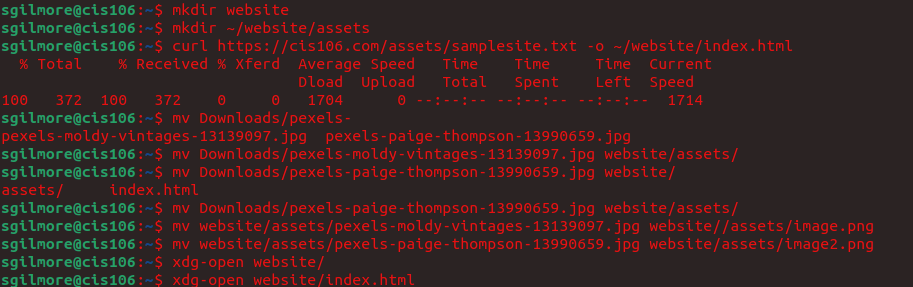 sgilmore@cis106:~$ mkdir website
sgilmore@cis106:~$ mkdir ~/website/assets
sgilmore@cis106:~$ curl https://cis106.com/assets/samplesite.txt -o ~/website/index.html
  % Total    % Received % Xferd  Average Speed   Time    Time     Time  Current
                                 Dload  Upload   Total   Spent    Left  Speed
100   372  100   372    0     0   1704      0 --:--:-- --:--:-- --:--:--  1714
sgilmore@cis106:~$ mv Downloads/pexels-
pexels-moldy-vintages-13139097.jpg  pexels-paige-thompson-13990659.jpg
sgilmore@cis106:~$ mv Downloads/pexels-moldy-vintages-13139097.jpg website/assets/
sgilmore@cis106:~$ mv Downloads/pexels-paige-thompson-13990659.jpg website/
assets/     index.html
sgilmore@cis106:~$ mv Downloads/pexels-paige-thompson-13990659.jpg website/assets/
sgilmore@cis106:~$ mv website/assets/pexels-moldy-vintages-13139097.jpg website//assets/image.png
sgilmore@cis106:~$ mv website/assets/pexels-paige-thompson-13990659.jpg website/assets/image2.png
sgilmore@cis106:~$ xdg-open website/
sgilmore@cis106:~$ xdg-open website/index.html